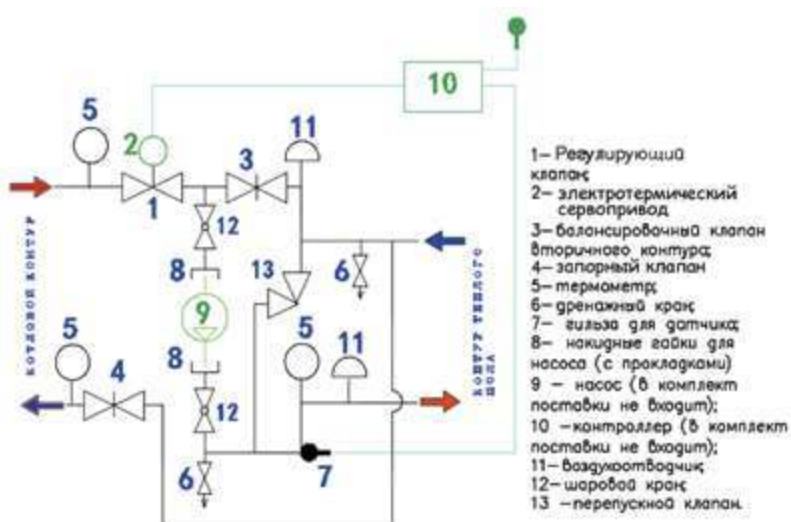 10
5
2
11
3
1
12
8
13
6
9
5
8
11
5
4
12
6
7
КОТЛОВОЙ КОНТУР
КОНТУР ТЕПЛОГО
ПОЛА
1- Регулирующий
клапан;
2- электротермический
сервопривод
3- балансировочный клапан
вторичного контура;
4- запорный клапан
5- термометр;
6- дренажный кран;
7- гильза для датчика;
8- накидные гайки для
насоса (с прокладками)
9 - насос (в комплект
поставки не входит);
10 -контроллер (в комплект
поставки не входит);
11- воздухоотводчик;
12- шаровой кран;
13 -перепускной клапан.